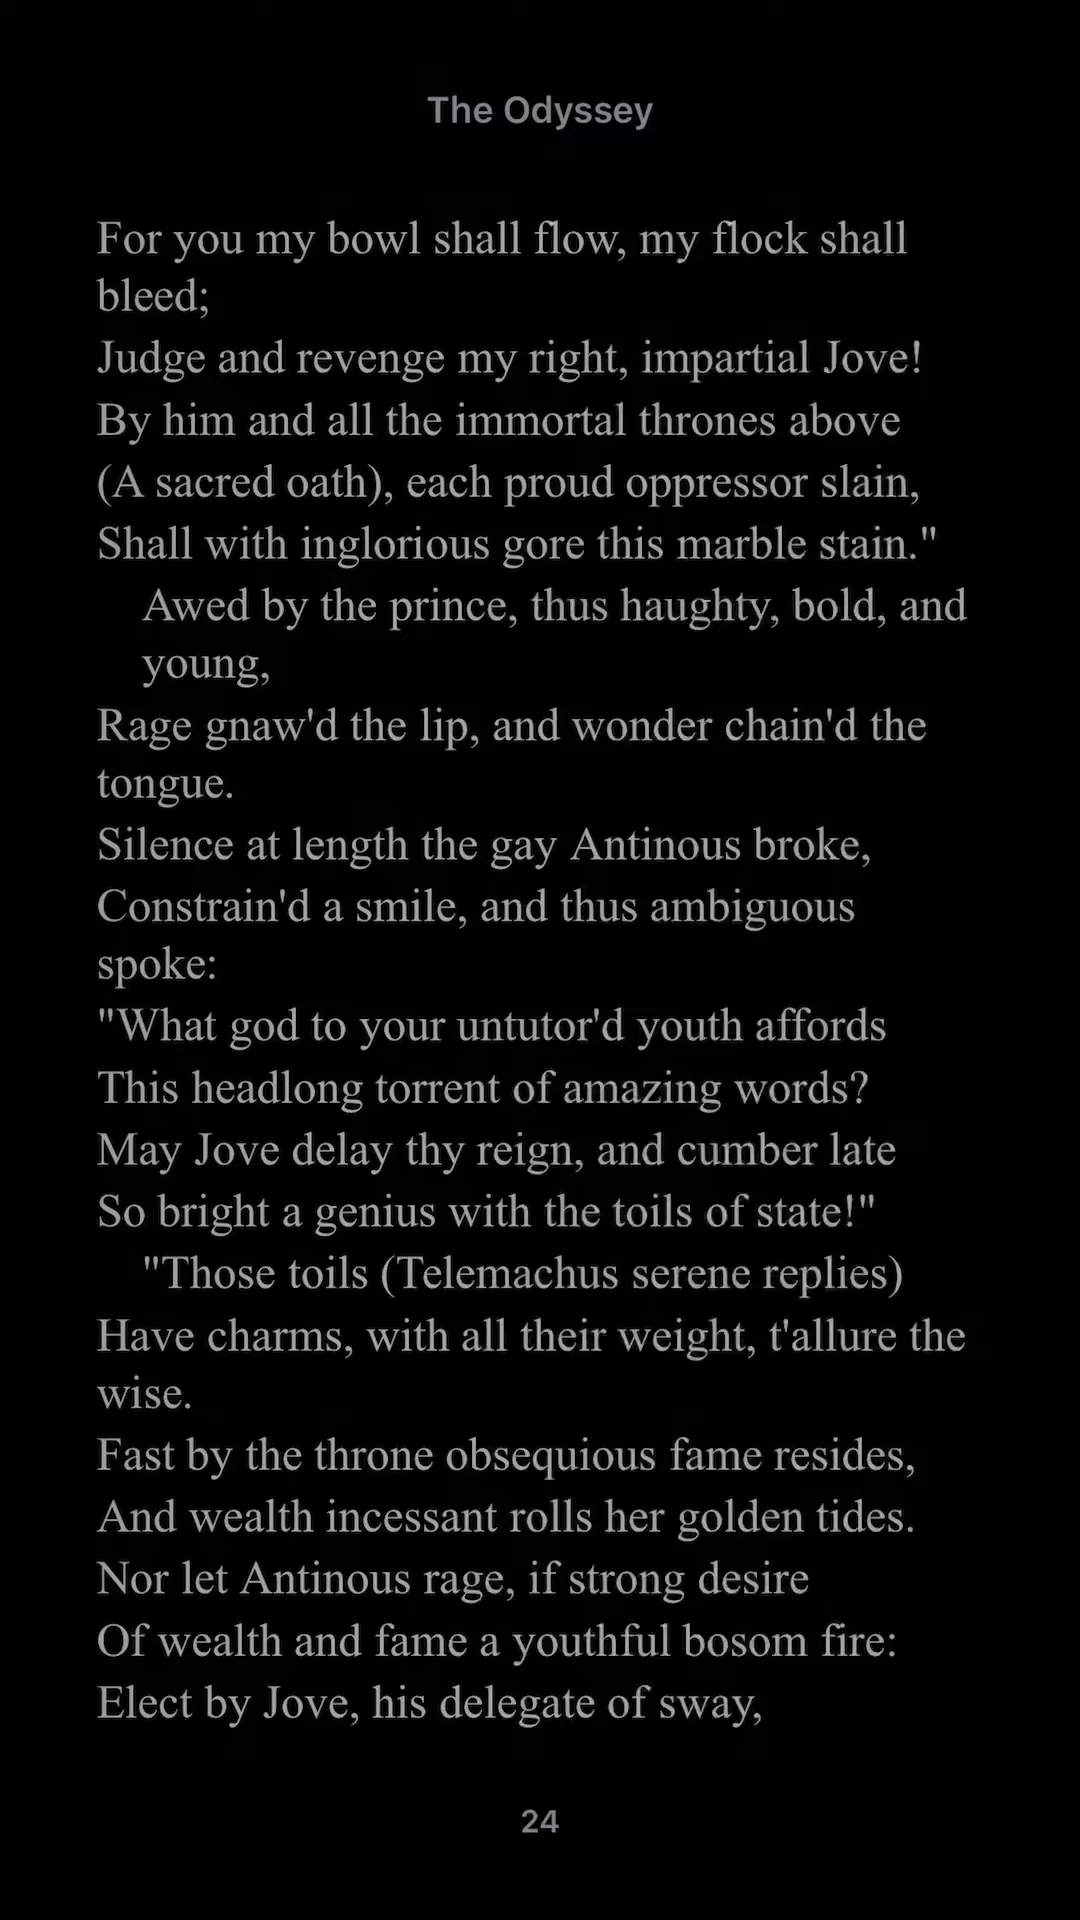 The Odyssey
For you my bowl shall flow, my flock shall
bleed;
Judge and revenge my right, impartial Jove!
By him and all the immortal thrones above
(A sacred oath), each proud oppressor slain,
Shall with inglorious gore this marble stain."
Awed by the prince, thus haughty, bold, and
young,
Rage gnaw'd the lip, and wonder chain'd the
tongue.
Silence at length the gay Antinous broke,
Constrain'd a smile, and thus ambiguous
spoke:
"What god to your untutor'd youth affords
This headlong torrent of amazing words?
May Jove delay thy reign, and cumber late
So bright a genius with the toils of state!"
"Those toils (Telemachus serene replies)
Have charms, with all their weight, t'allure the
wise.
Fast by the throne obsequious fame resides,
And wealth incessant rolls her golden tides.
Nor let Antinous rage, if strong desire
Of wealth and fame a youthful bosom fire:
Elect by Jove, his delegate of sway,
24